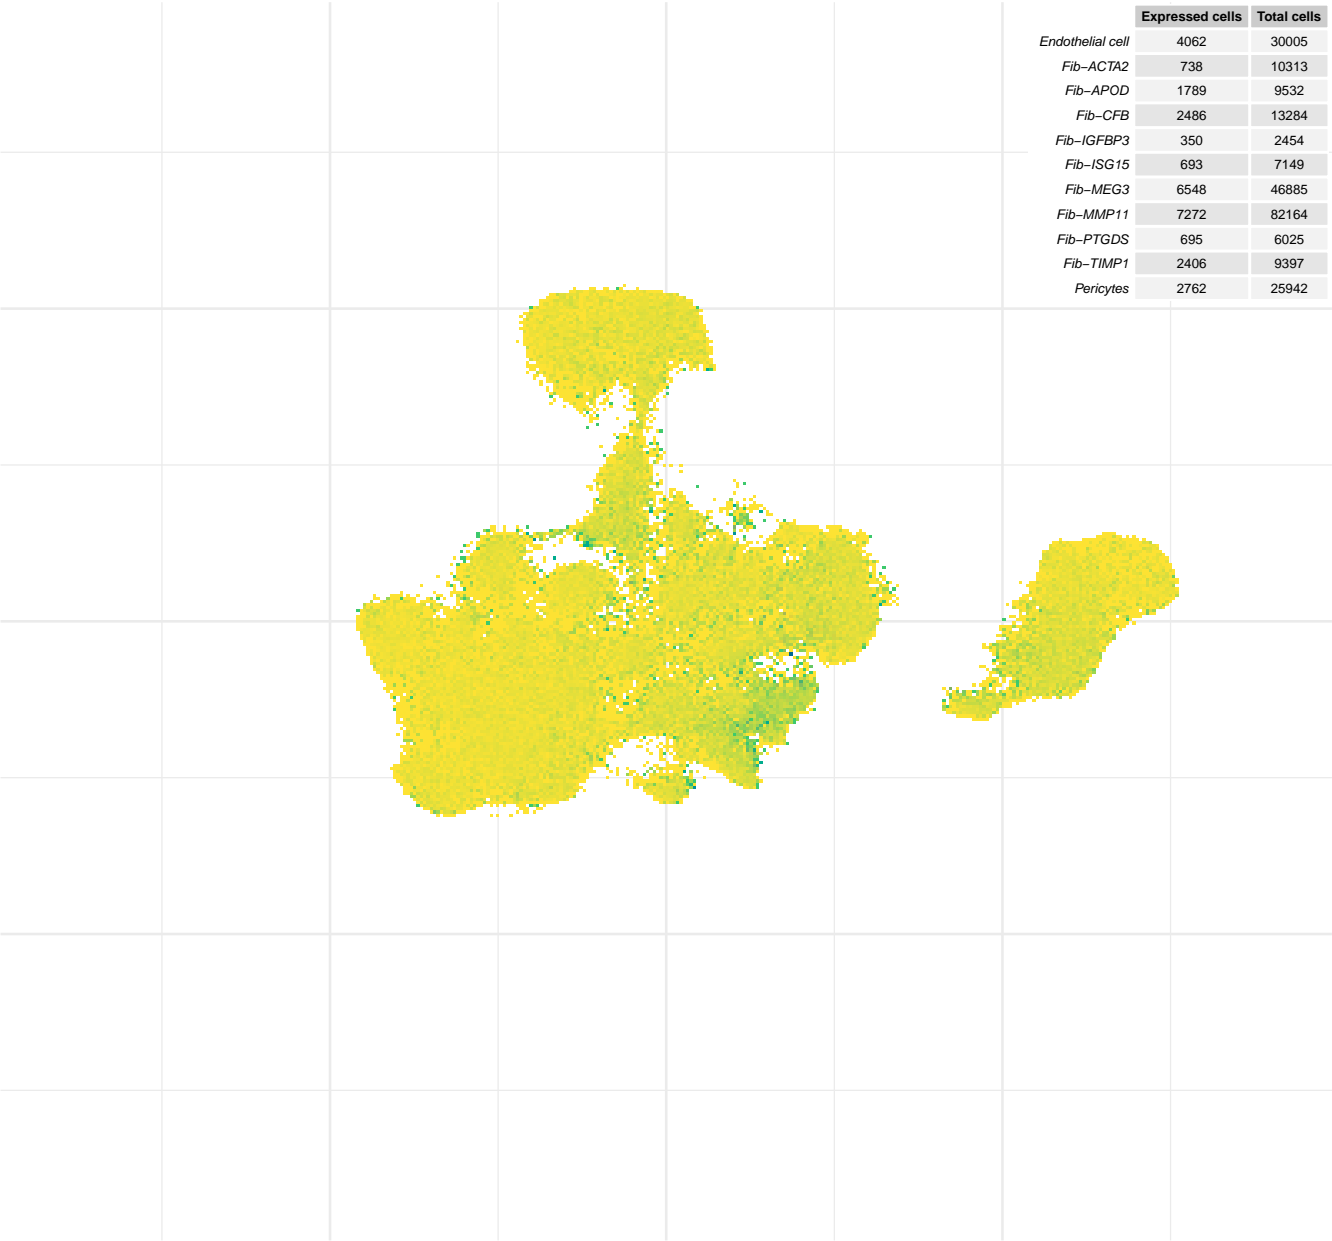 Expressed cells Total cells
Endothelial cell 4062 30005
Fib−ACTA2 738 10313
Fib−APOD 1789 9532
Fib−CFB 2486 13284
Fib−IGFBP3 350 2454
Fib−ISG15 693 7149
Fib−MEG3 6548 46885
Fib−MMP11 7272 82164
Fib−PTGDS 695 6025
Fib−TIMP1 2406 9397
Pericytes 2762 25942